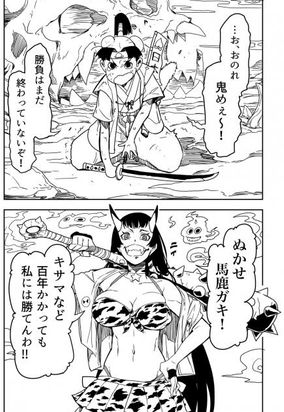 …お、おのれ
鬼めぇ〜！
勝負はまだ
終わっていないぞ！
ぬかせ
馬鹿ガキ！
キサマなど
百年かかっても
私には勝てんわ!!